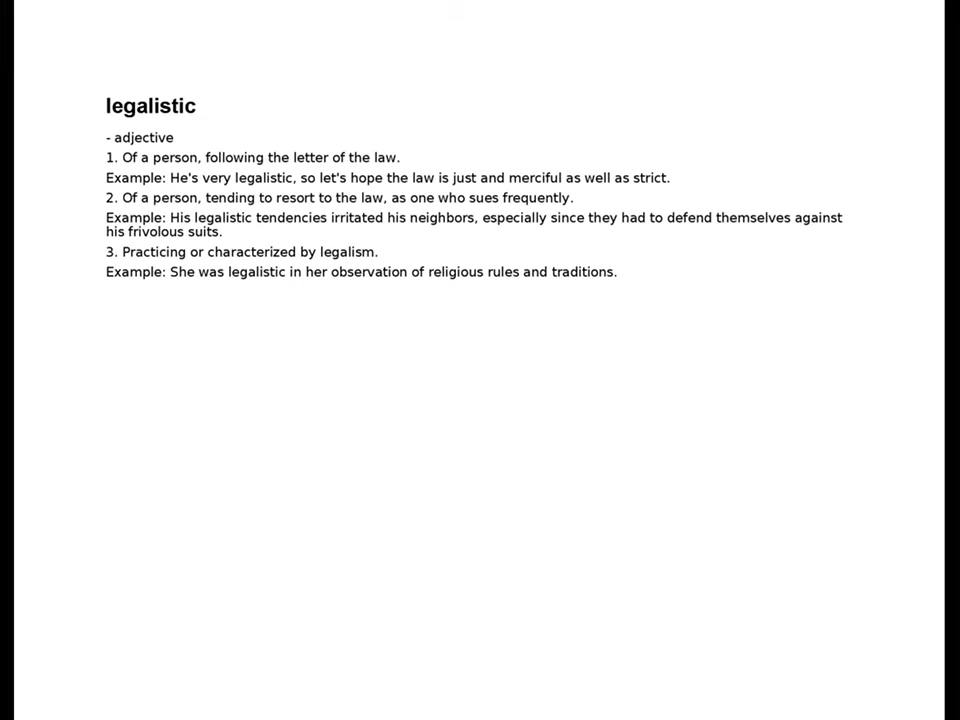 legalistic
- adjective
1. Of a person, following the letter of the law.
Example: He's very legalistic, so let's hope the law is just and merciful as well as strict.
2. Of a person, tending to resort to the law, as one who sues frequently.
Example: His legalistic tendencies irritated his neighbors, especially since they had to defend themselves against
his frivolous suits.
3. Practicing or characterized by legalism.
Example: She was legalistic in her observation of religious rules and traditions.